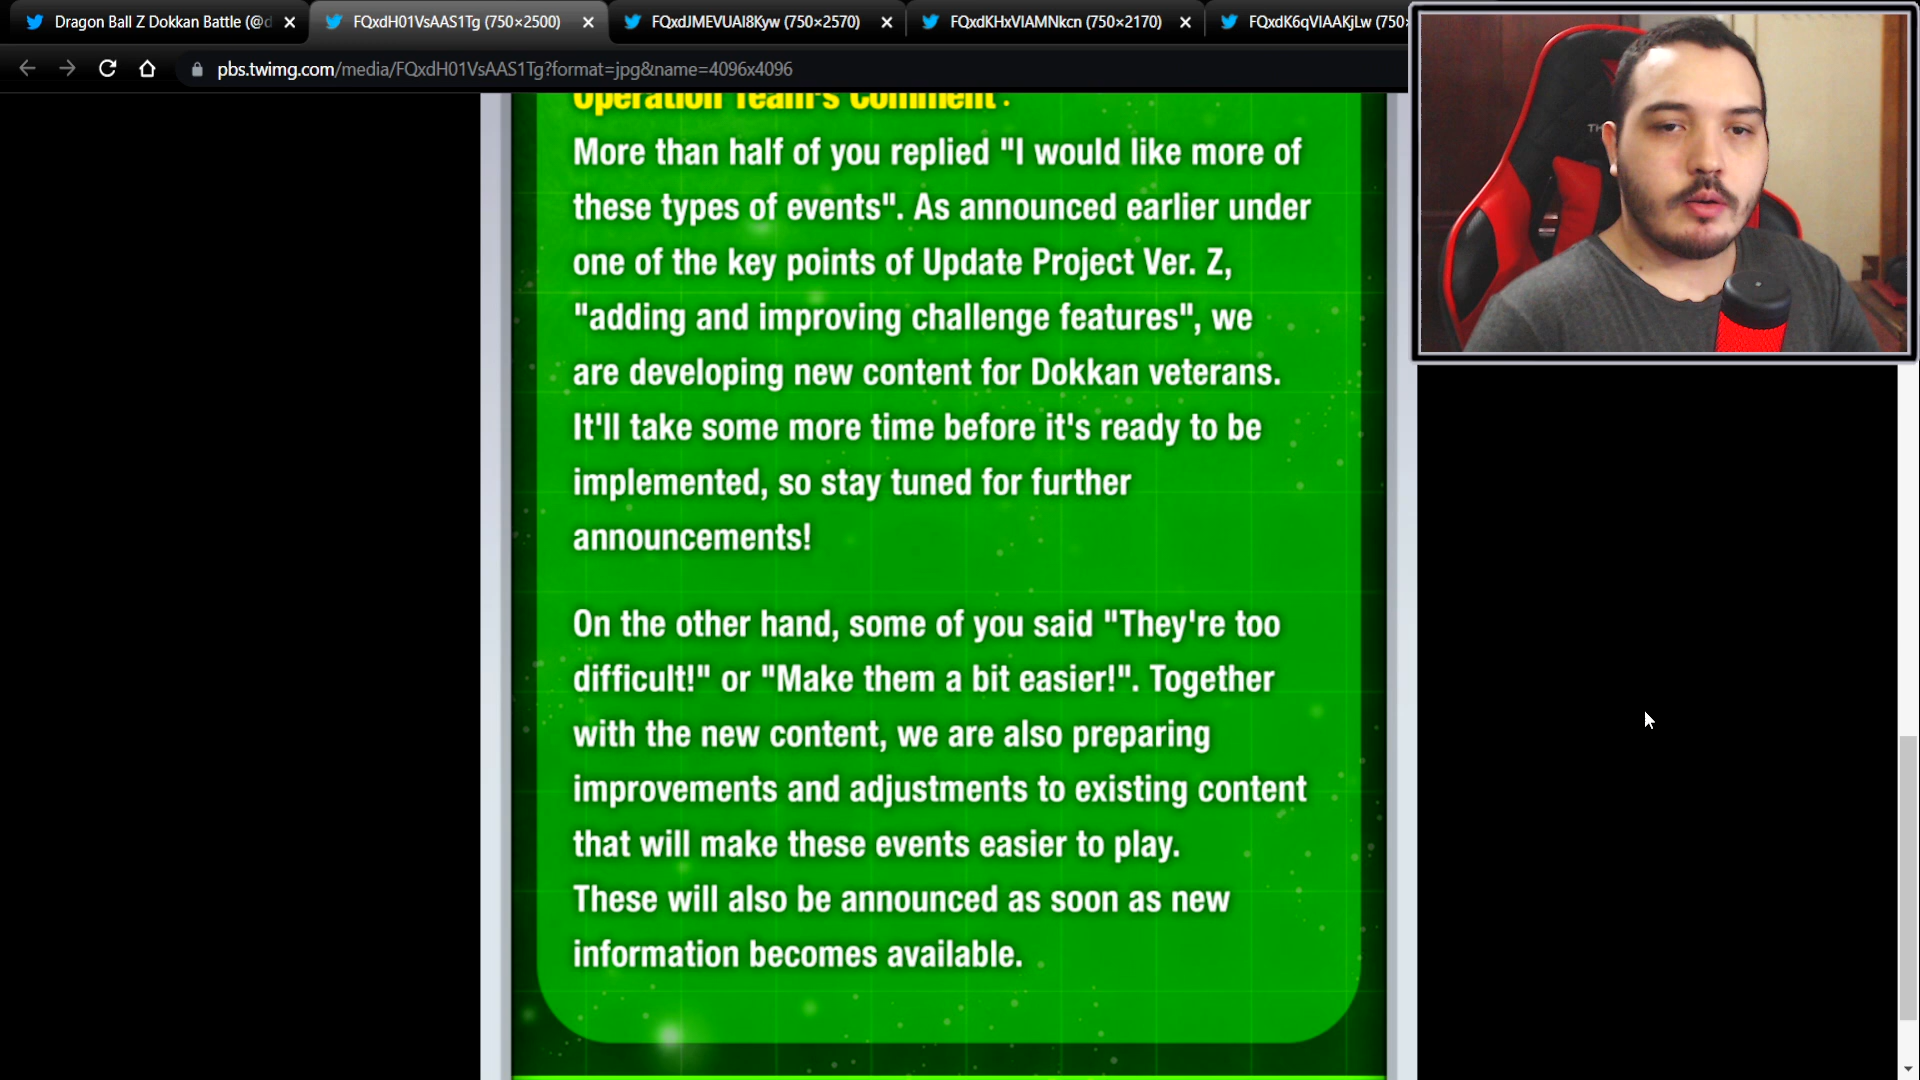 Dragon Ball Z Dokkan Battle (@d
FQxdH01VsAAS1Tg (750×2500)
FQxdJMEVUAI8Kyw (750×2570)
FQxdKHxVIAMNkcn (750×2170)
FQxdK6qVIAAKjLw (750×
pbs.twimg.com/media/FQxdH01VsAAS1Tg?format=jpg&name=4096x4096
Operation Team's Comment :
More than half of you replied "I would like more of
these types of events". As announced earlier under
one of the key points of Update Project Ver. Z,
"adding and improving challenge features", we
are developing new content for Dokkan veterans.
It'll take some more time before it's ready to be
implemented, so stay tuned for further
announcements!
On the other hand, some of you said "They're too
difficult!" or "Make them a bit easier!". Together
with the new content, we are also preparing
improvements and adjustments to existing content
that will make these events easier to play.
These will also be announced as soon as new
information becomes available.